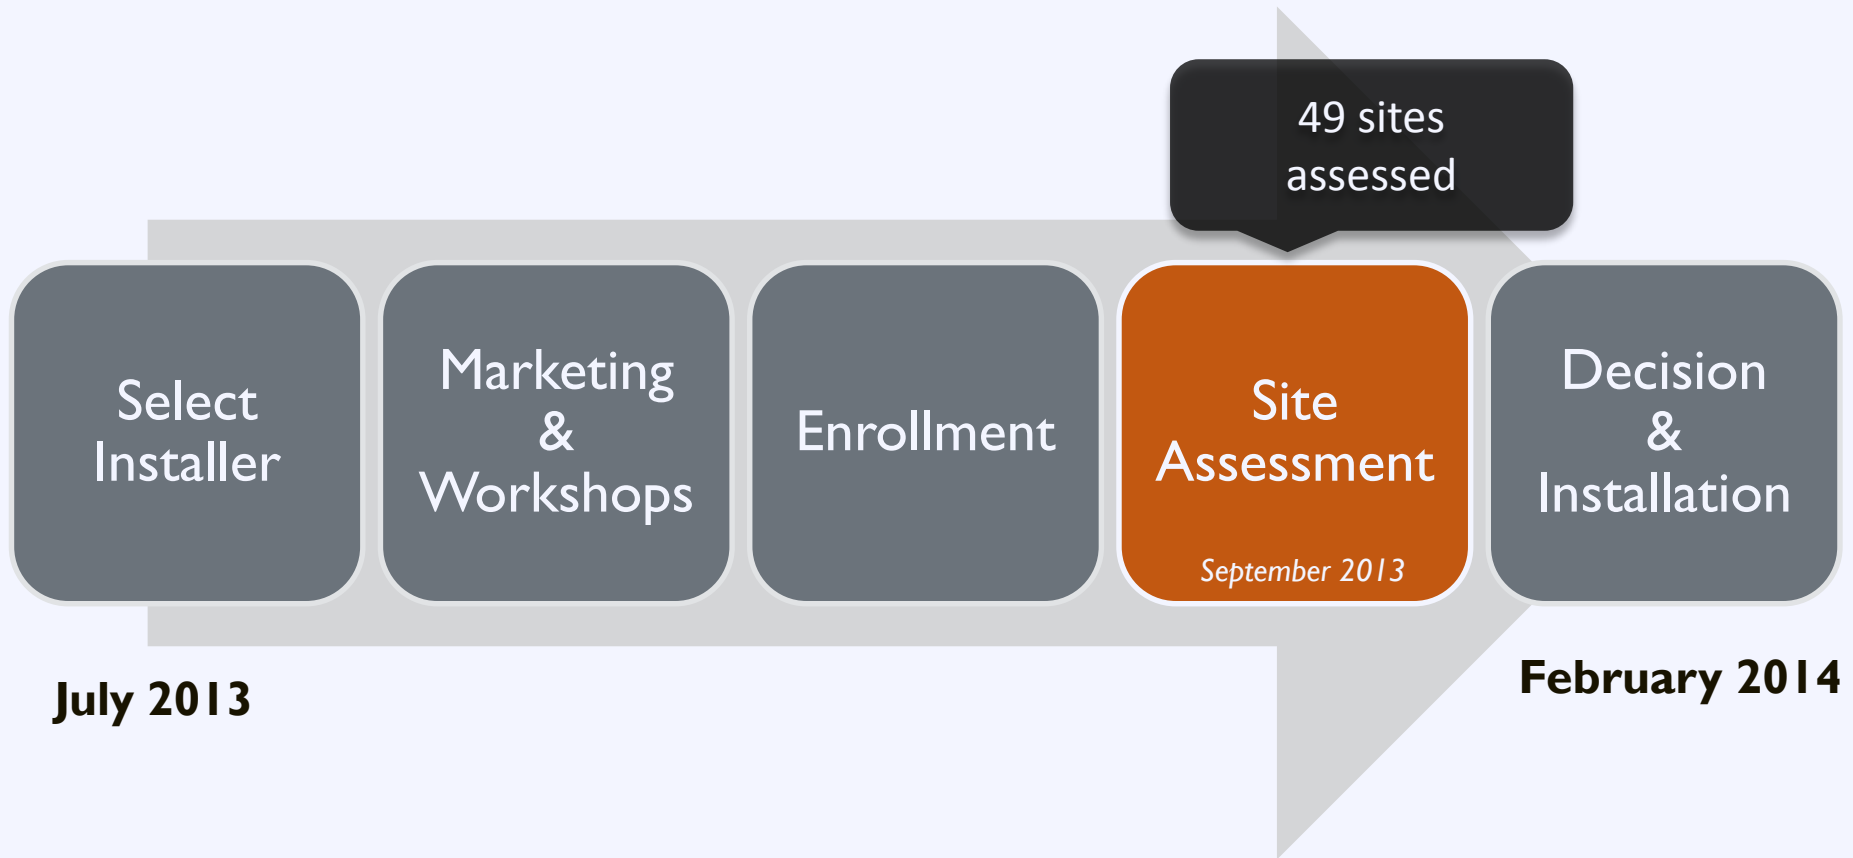 49 sites
assessed
Select
Installer
Marketing
&
Workshops
Enrollment
Site
Assessment
September 2013
Decision
&
Installation
July 2013
February 2014